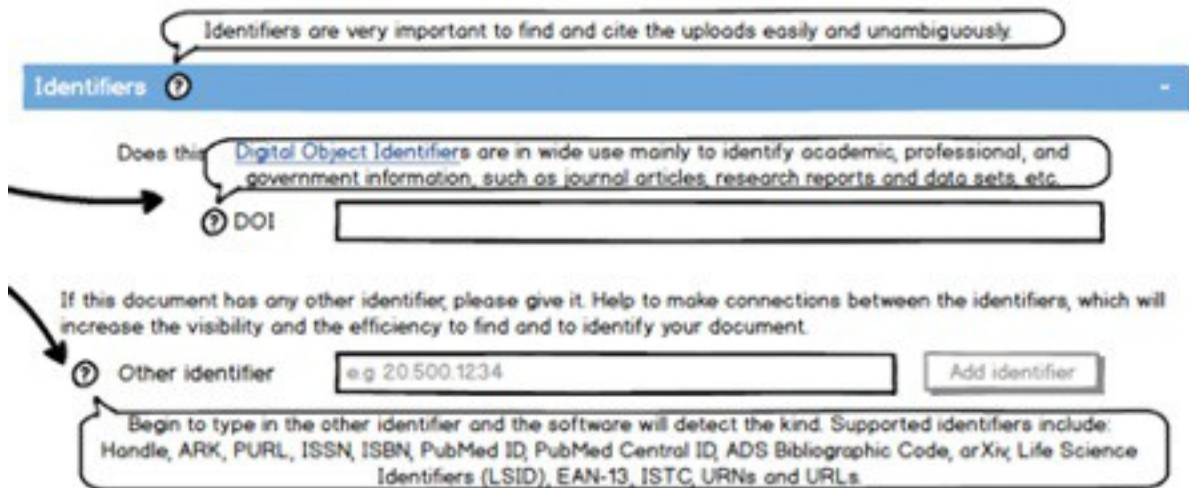 Identifiers are very important to find and cite the uploads easily and unambiguously.
Identifiers ? -
Does this
Digital Object Identifiers are in wide use mainly to identify academic, professional, and
government information, such as journal articles, research reports and data sets, etc.
? DOI
If this document has any other identifier, please give it. Help to make connections between the identifiers, which will
increase the visibility and the efficiency to find and to identify your document.
? Other identifier e.g 20.500.1234 Add identifier
Begin to type in the other identifier and the software will detect the kind. Supported identifiers include:
Handle, ARK, PURL, ISSN, ISBN, PubMed ID, PubMed Central ID, ADS Bibliographic Code, arXiv, Life Science
Identifiers (LSID), EAN-13, ISTC, URNs and URLs.